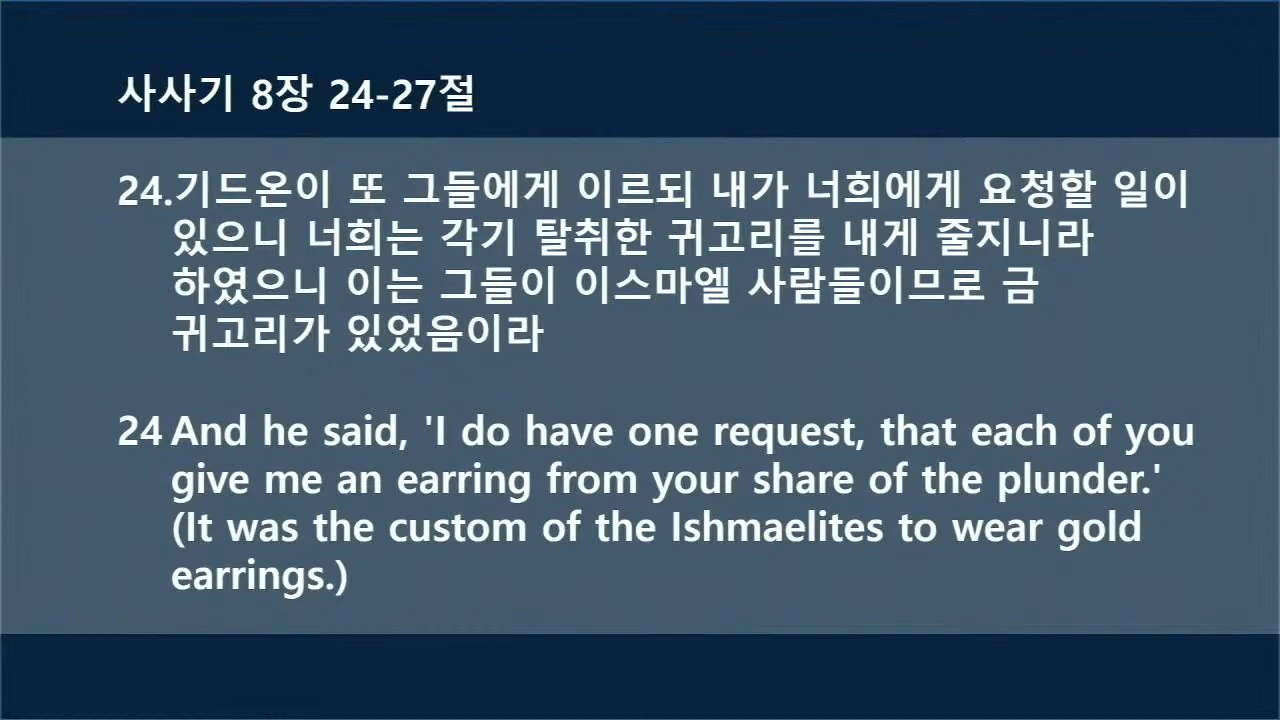 사사기 8장 24-27절
24.기드온이 또 그들에게 이르되 내가 너희에게 요청할 일이
있으니 너희는 각기 탈취한 귀고리를 내게 줄지니라
하였으니 이는 그들이 이스마엘 사람들이므로 금
귀고리가 있었음이라
24 And he said, 'I do have one request, that each of you
give me an earring from your share of the plunder.'
(It was the custom of the Ishmaelites to wear gold
earrings.)